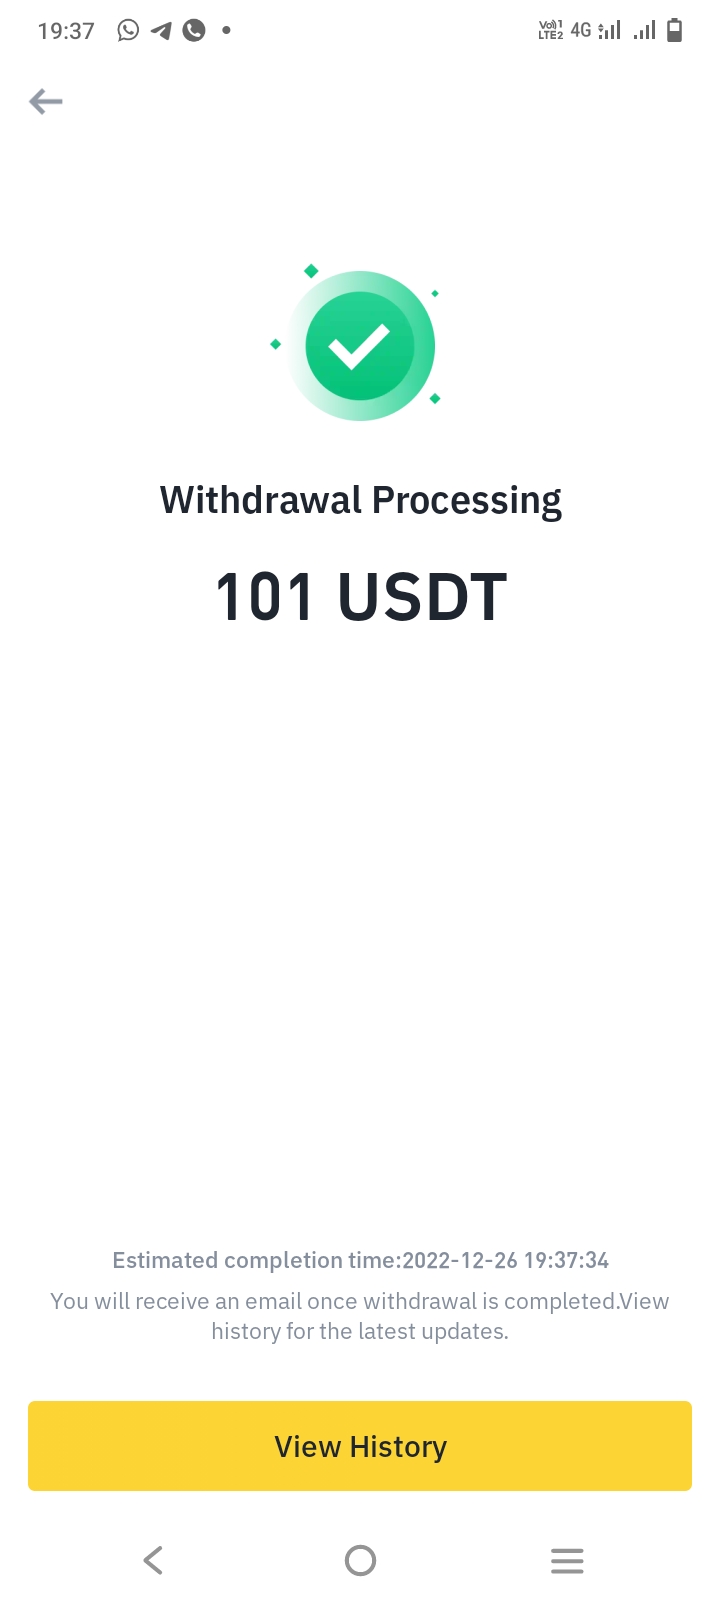 19:37
Vo))1
LTE2
4G
Withdrawal Processing
101 USDT
Estimated completion time:2022-12-26 19:37:34
You will receive an email once withdrawal is completed.View
history for the latest updates.
View History